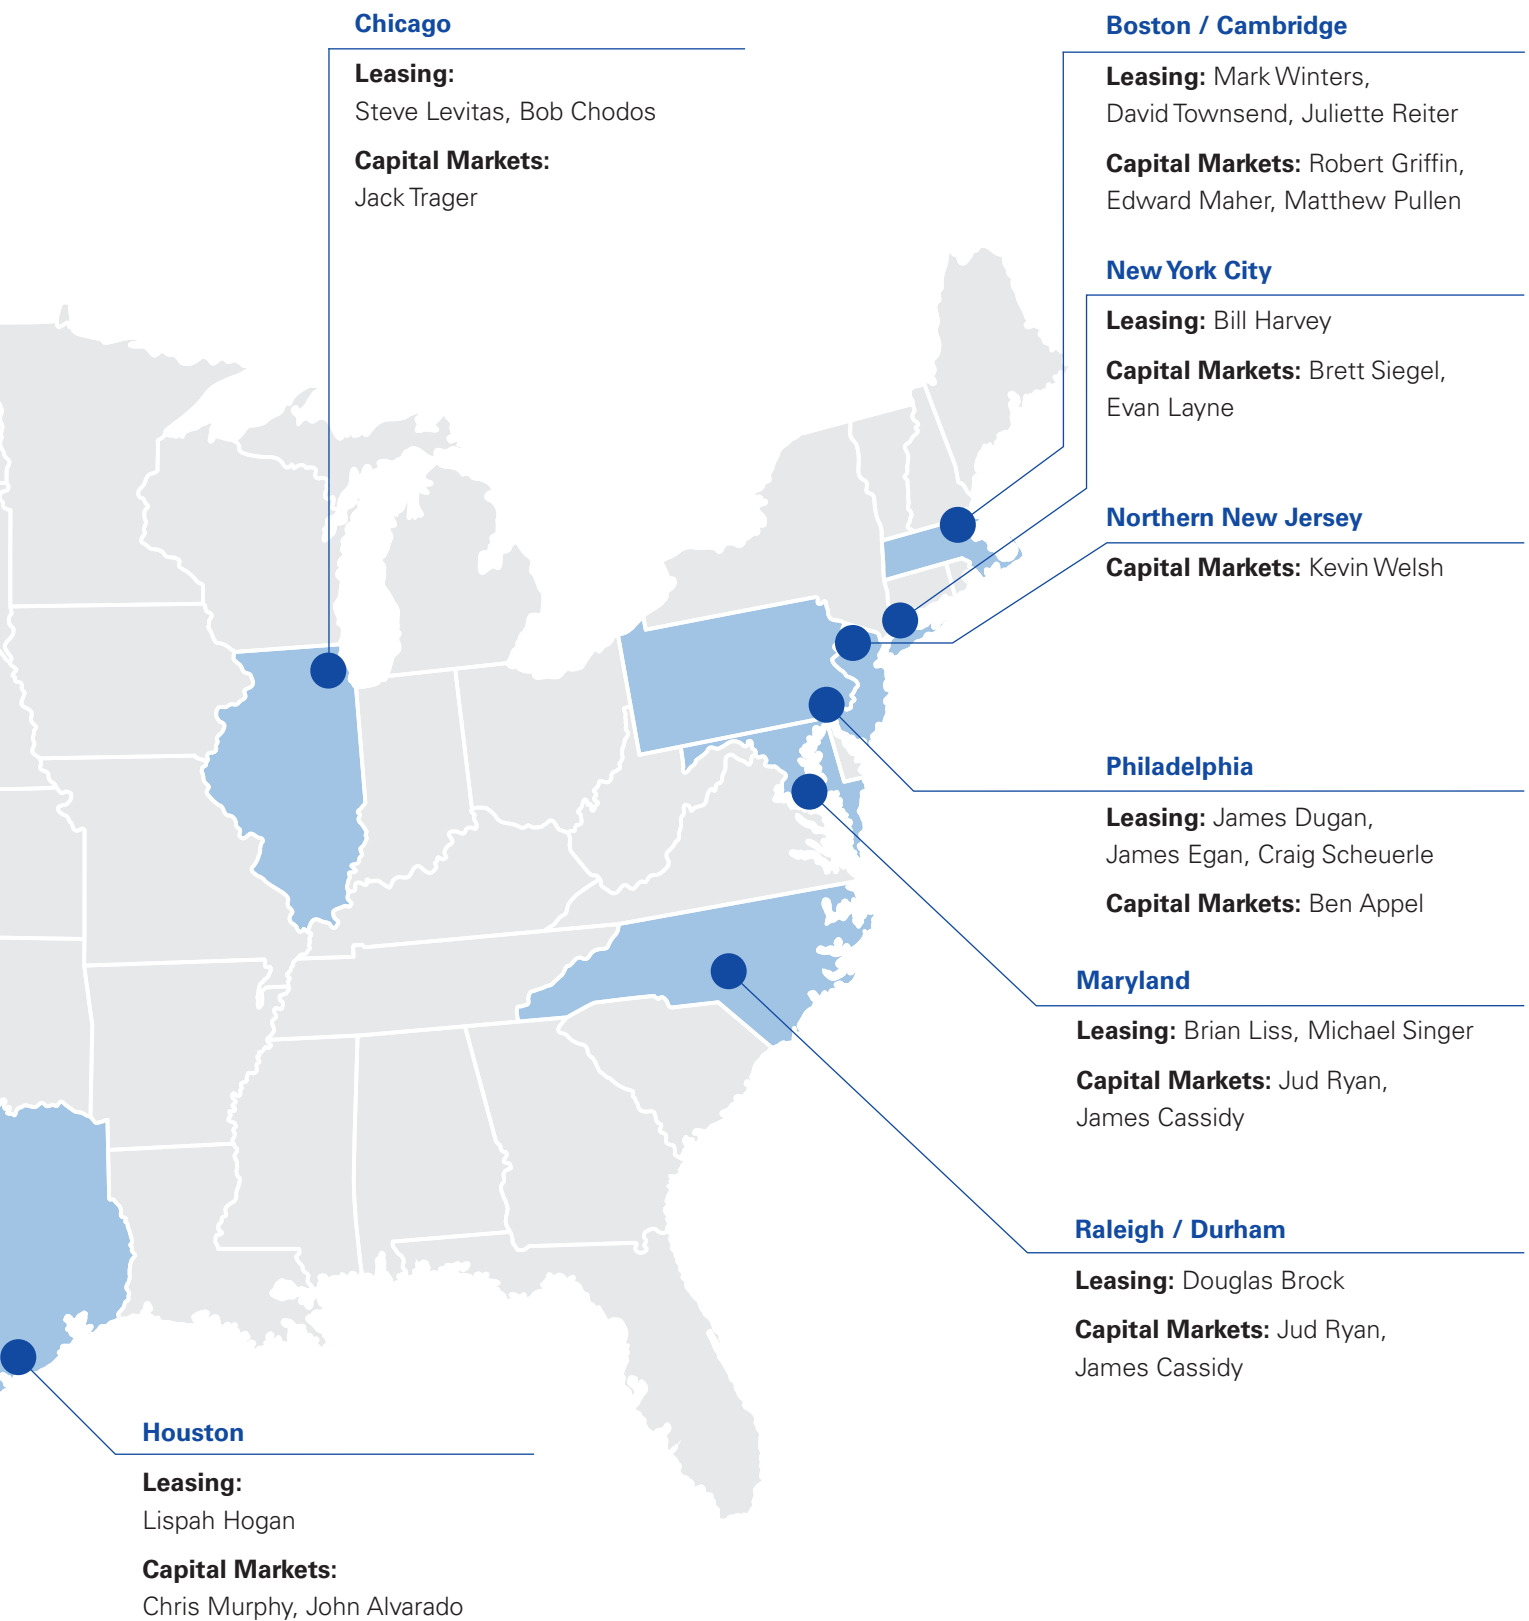 Chicago
Leasing:
Steve Levitas, Bob Chodos
Capital Markets:
Jack Trager
Boston / Cambridge
Leasing: Mark Winters,
David Townsend, Juliette Reiter
Capital Markets: Robert Griffin,
Edward Maher, Matthew Pullen
New York City
Leasing: Bill Harvey
Capital Markets: Brett Siegel,
Evan Layne
Northern New Jersey
Capital Markets: Kevin Welsh
Philadelphia
Leasing: James Dugan,
James Egan, Craig Scheuerle
Capital Markets: Ben Appel
Maryland
Leasing: Brian Liss, Michael Singer
Capital Markets: Jud Ryan,
James Cassidy
Raleigh / Durham
Leasing: Douglas Brock
Capital Markets: Jud Ryan,
James Cassidy
Houston
Leasing:
Lispah Hogan
Capital Markets:
Chris Murphy, John Alvarado